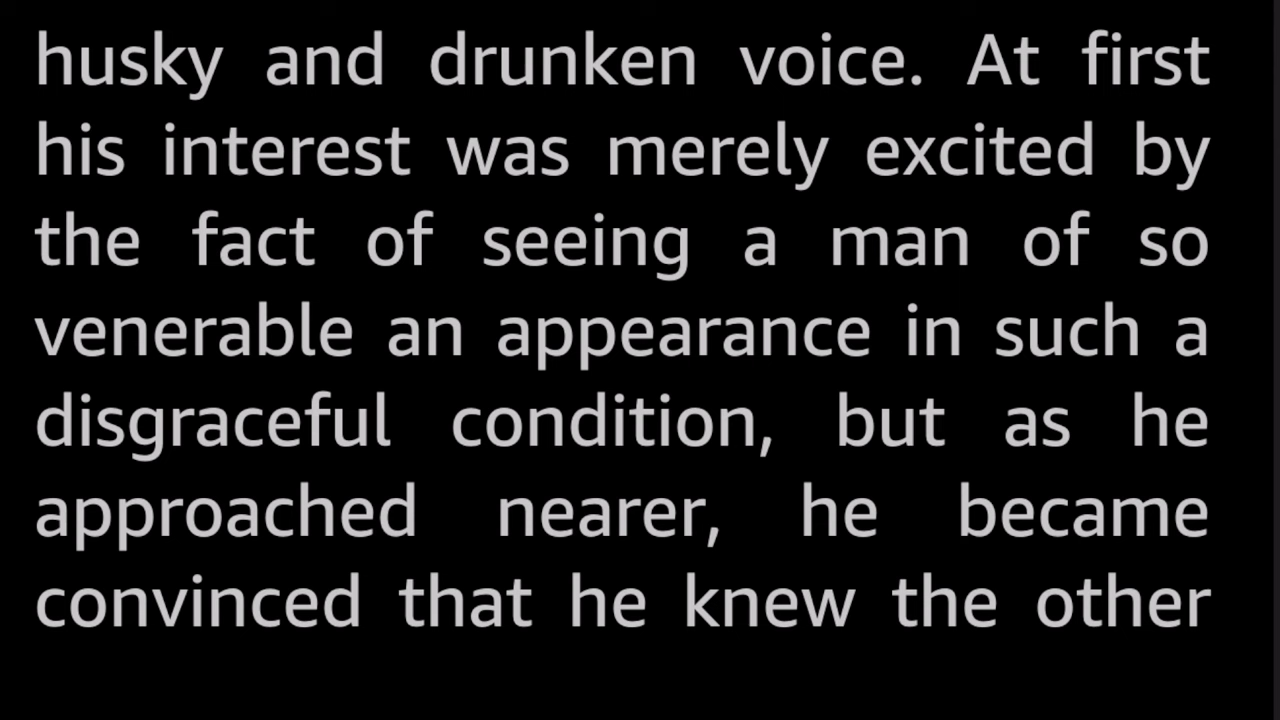 husky and drunken voice. At first
his interest was merely excited by
the fact of seeing a man of so
venerable an appearance in such a
disgraceful condition, but as he
approached nearer, he became
convinced that he knew the other